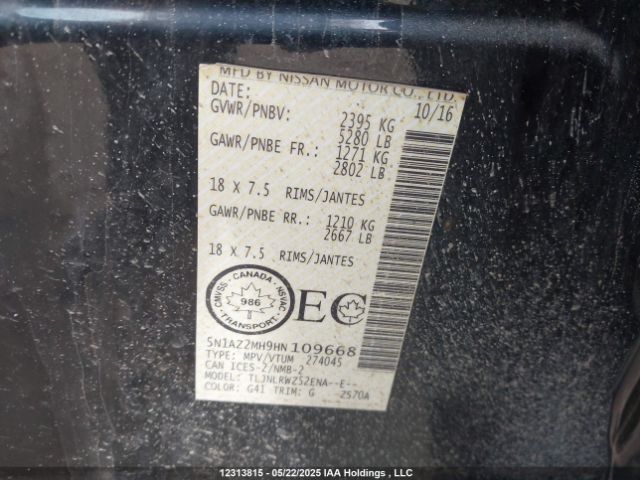 MFD BY NISSAN MOTOR CO., LTD.
DATE: 10/16
GVWR/PNBV: 2395 KG
5280 LB
GAWR/PNBE FR.: 1271 KG
2802 LB
18 X 7.5 RIMS/JANTES
GAWR/PNBE RR.: 1210 KG
2667 LB
18 X 7.5 RIMS/JANTES
CMVSS - CANADA - NSVAC
986
TRANSPORT
EC
5N1AZ2MH9HN109668
TYPE: MPV/VTUM 274045
CAN ICES-2/NMB-2
MODEL: TLJNLRWZ52ENA--E--
COLOR: G41 TRIM: G 2570A
12313815 - 05/22/2025 IAA Holdings , LLC